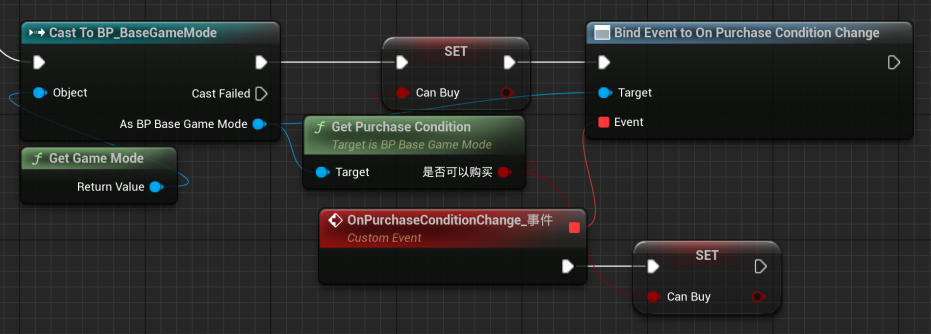 Cast To BP_BaseGameMode
Object
Cast Failed
As BP Base Game Mode
Get Game Mode
Return Value
SET
Can Buy
Get Purchase Condition
Target is BP Base Game Mode
Target
是否可以购买
Bind Event to On Purchase Condition Change
Target
Event
OnPurchaseConditionChange_事件
Custom Event
SET
Can Buy